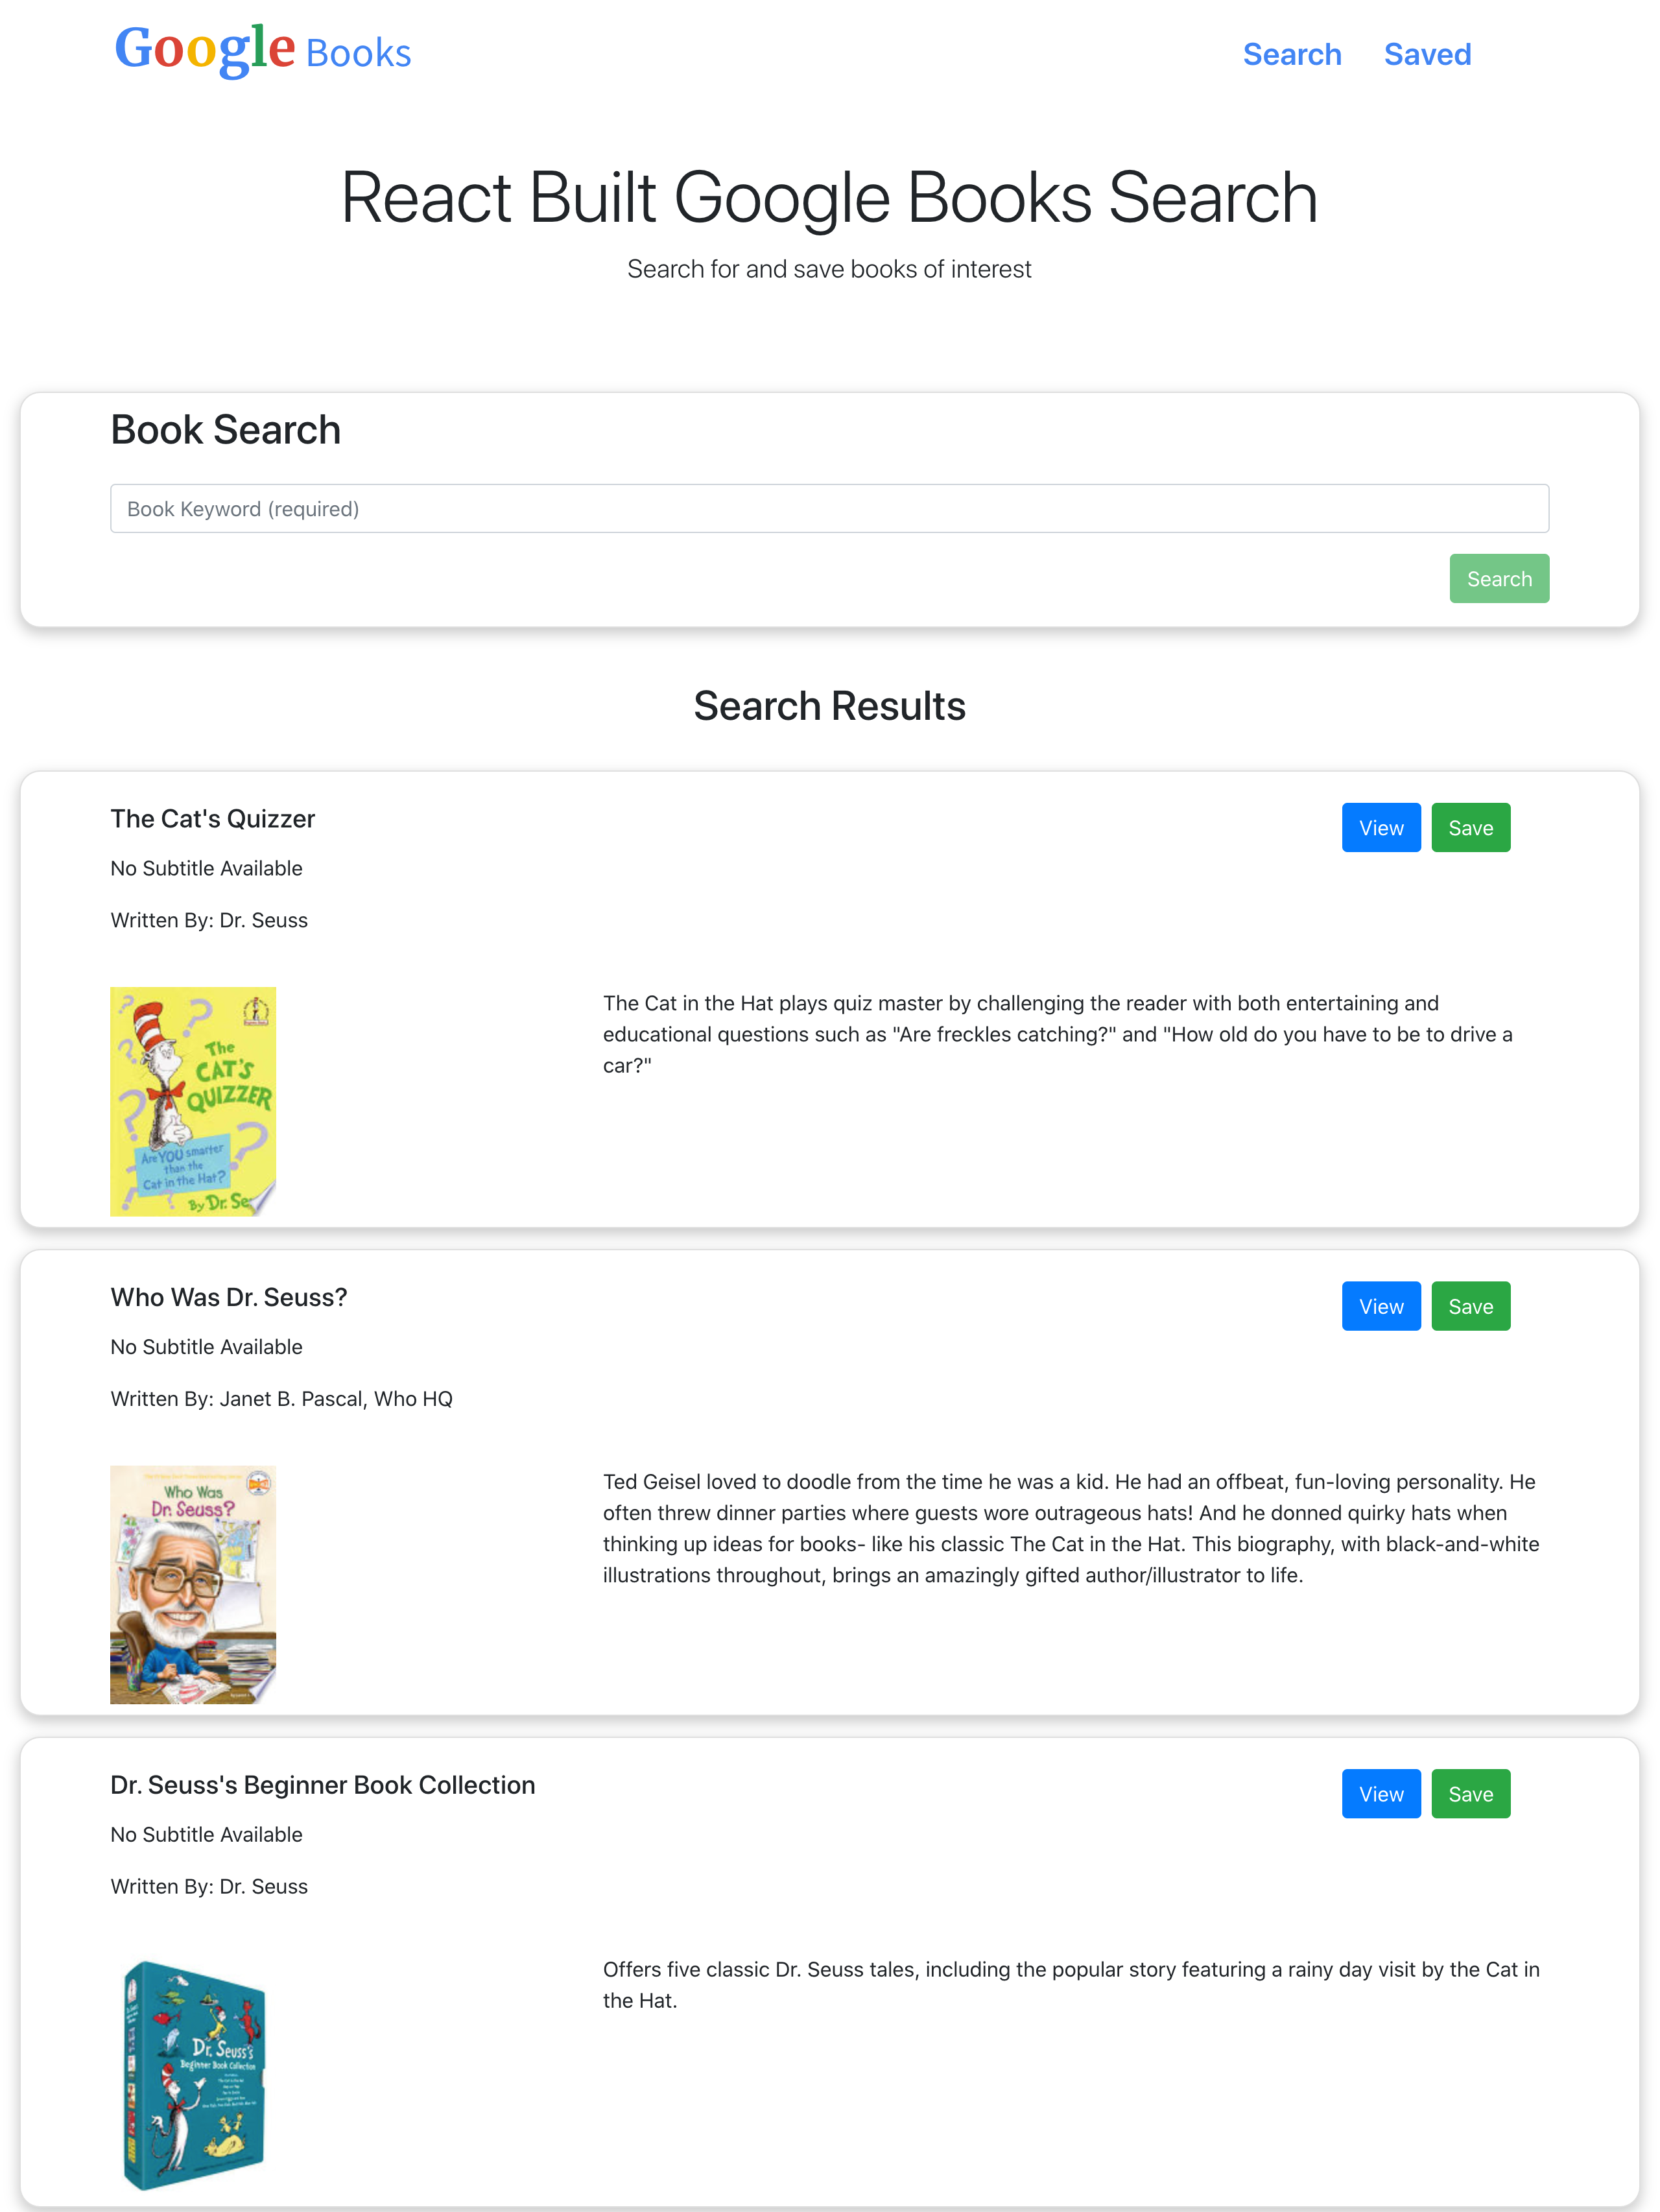 Google Books
Search
Saved
React Built Google Books Search
Search for and save books of interest
Book Search
Book Keyword (required)
Search
Search Results
The Cat's Quizzer
View
Save
No Subtitle Available
Written By: Dr. Seuss
The
CAT'S
QUIZZER
Are YOU smarter
than the
Cat in the Hat?
By Dr. Se
The Cat in the Hat plays quiz master by challenging the reader with both entertaining and
educational questions such as "Are freckles catching?" and "How old do you have to be to drive a
car?"
Who Was Dr. Seuss?
View
Save
No Subtitle Available
Written By: Janet B. Pascal, Who HQ
Who Was
Dr. Seuss?
Ted Geisel loved to doodle from the time he was a kid. He had an offbeat, fun-loving personality. He
often threw dinner parties where guests wore outrageous hats! And he donned quirky hats when
thinking up ideas for books- like his classic The Cat in the Hat. This biography, with black-and-white
illustrations throughout, brings an amazingly gifted author/illustrator to life.
Dr. Seuss's Beginner Book Collection
View
Save
No Subtitle Available
Written By: Dr. Seuss
Dr. Seuss's
Beginner Book Collection
Offers five classic Dr. Seuss tales, including the popular story featuring a rainy day visit by the Cat in
the Hat.